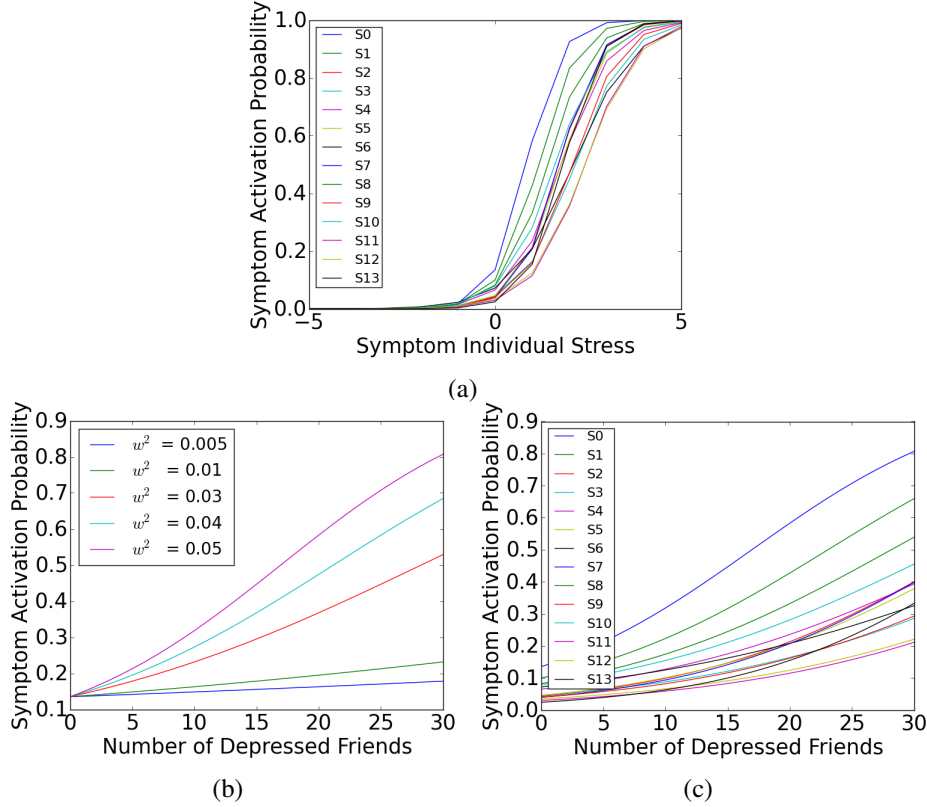 Symptom Activation Probability
1.0
0.8
0.6
0.4
0.2
0.0
S0
S1
S2
S3
S4
S5
S6
S7
S8
S9
S10
S11
S12
S13
−5
0
5
Symptom Individual Stress
(a)
Symptom Activation Probability
0.9
0.8
0.7
0.6
0.5
0.4
0.3
0.2
0.1
w² = 0.005
w² = 0.01
w² = 0.03
w² = 0.04
w² = 0.05
0
5
10
15
20
25
30
Number of Depressed Friends
(b)
Symptom Activation Probability
0.9
0.8
0.7
0.6
0.5
0.4
0.3
0.2
0.1
0.0
S0
S1
S2
S3
S4
S5
S6
S7
S8
S9
S10
S11
S12
S13
0
5
10
15
20
25
30
Number of Depressed Friends
(c)